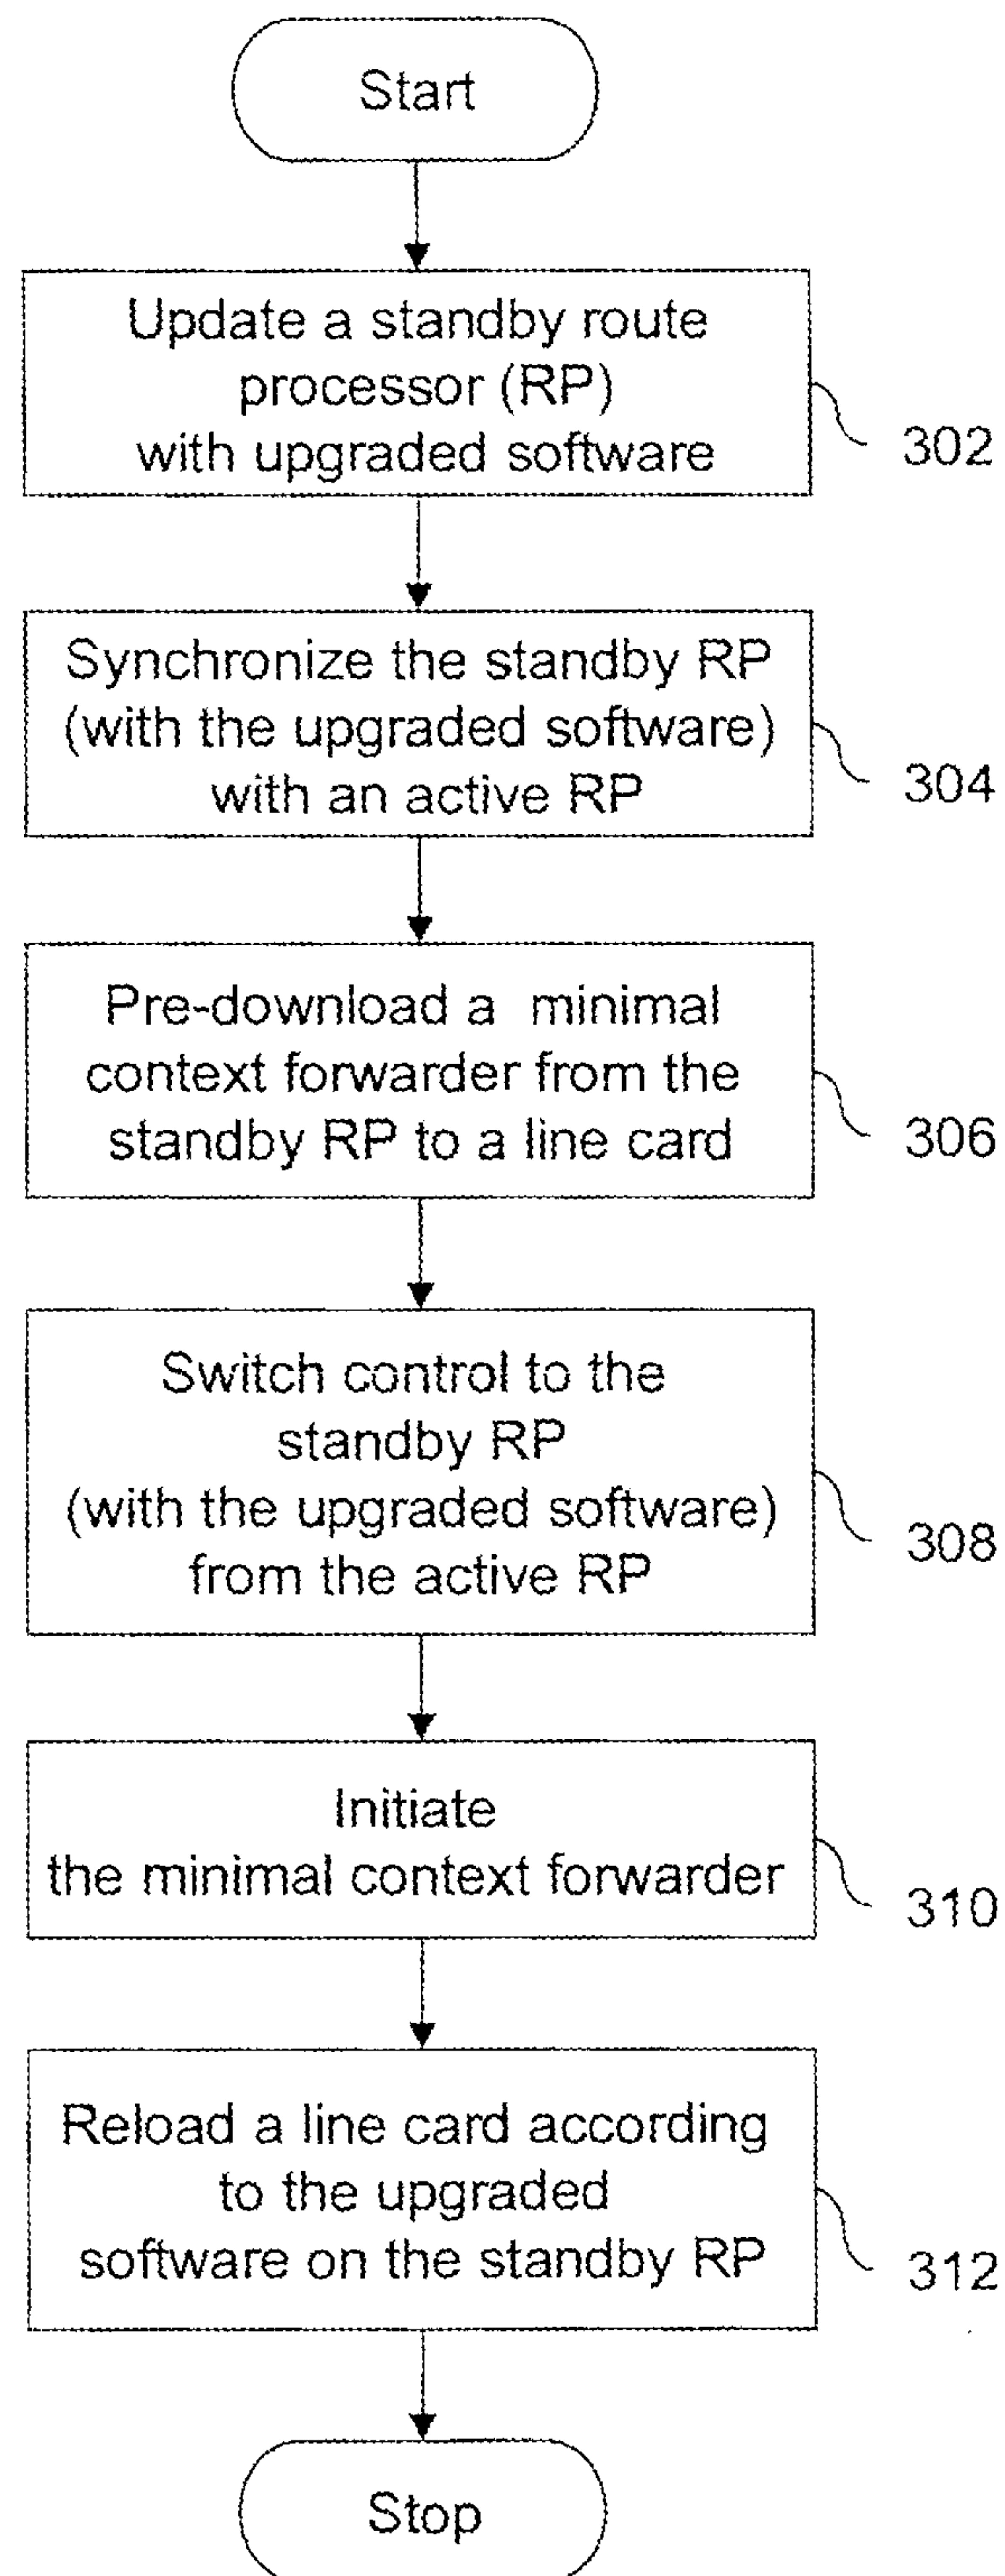 Start
Update a standby route
processor (RP)
with upgraded software
302
Synchronize the standby RP
(with the upgraded software)
with an active RP
304
Pre-download a minimal
context forwarder from the
standby RP to a line card
306
Switch control to the
standby RP
(with the upgraded software)
from the active RP
308
Initiate
the minimal context forwarder
310
Reload a line card according
to the upgraded
software on the standby RP
312
Stop